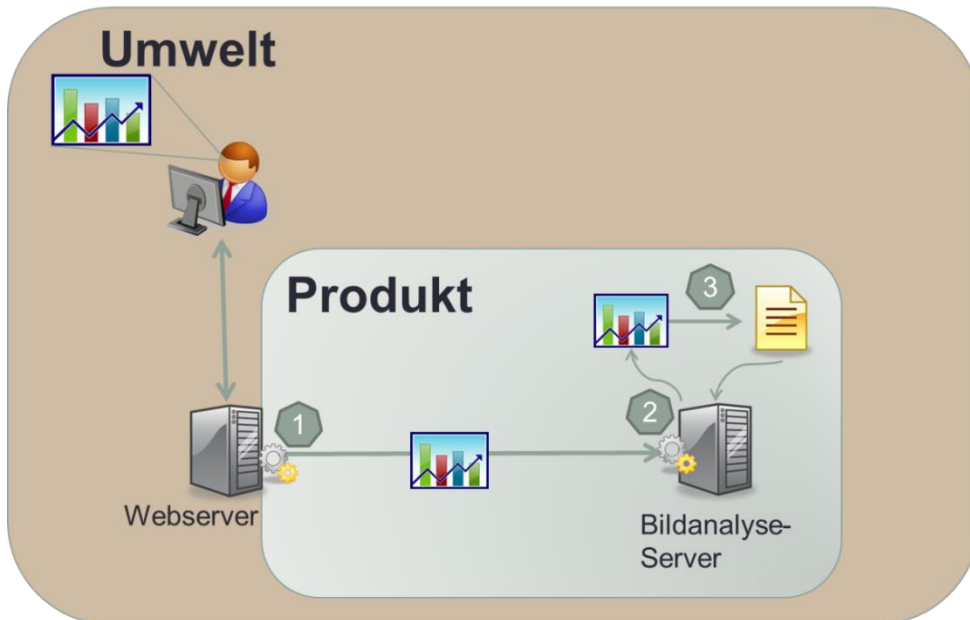 Umwelt
Produkt
3
2
1
Webserver
Bildanalyse-
Server